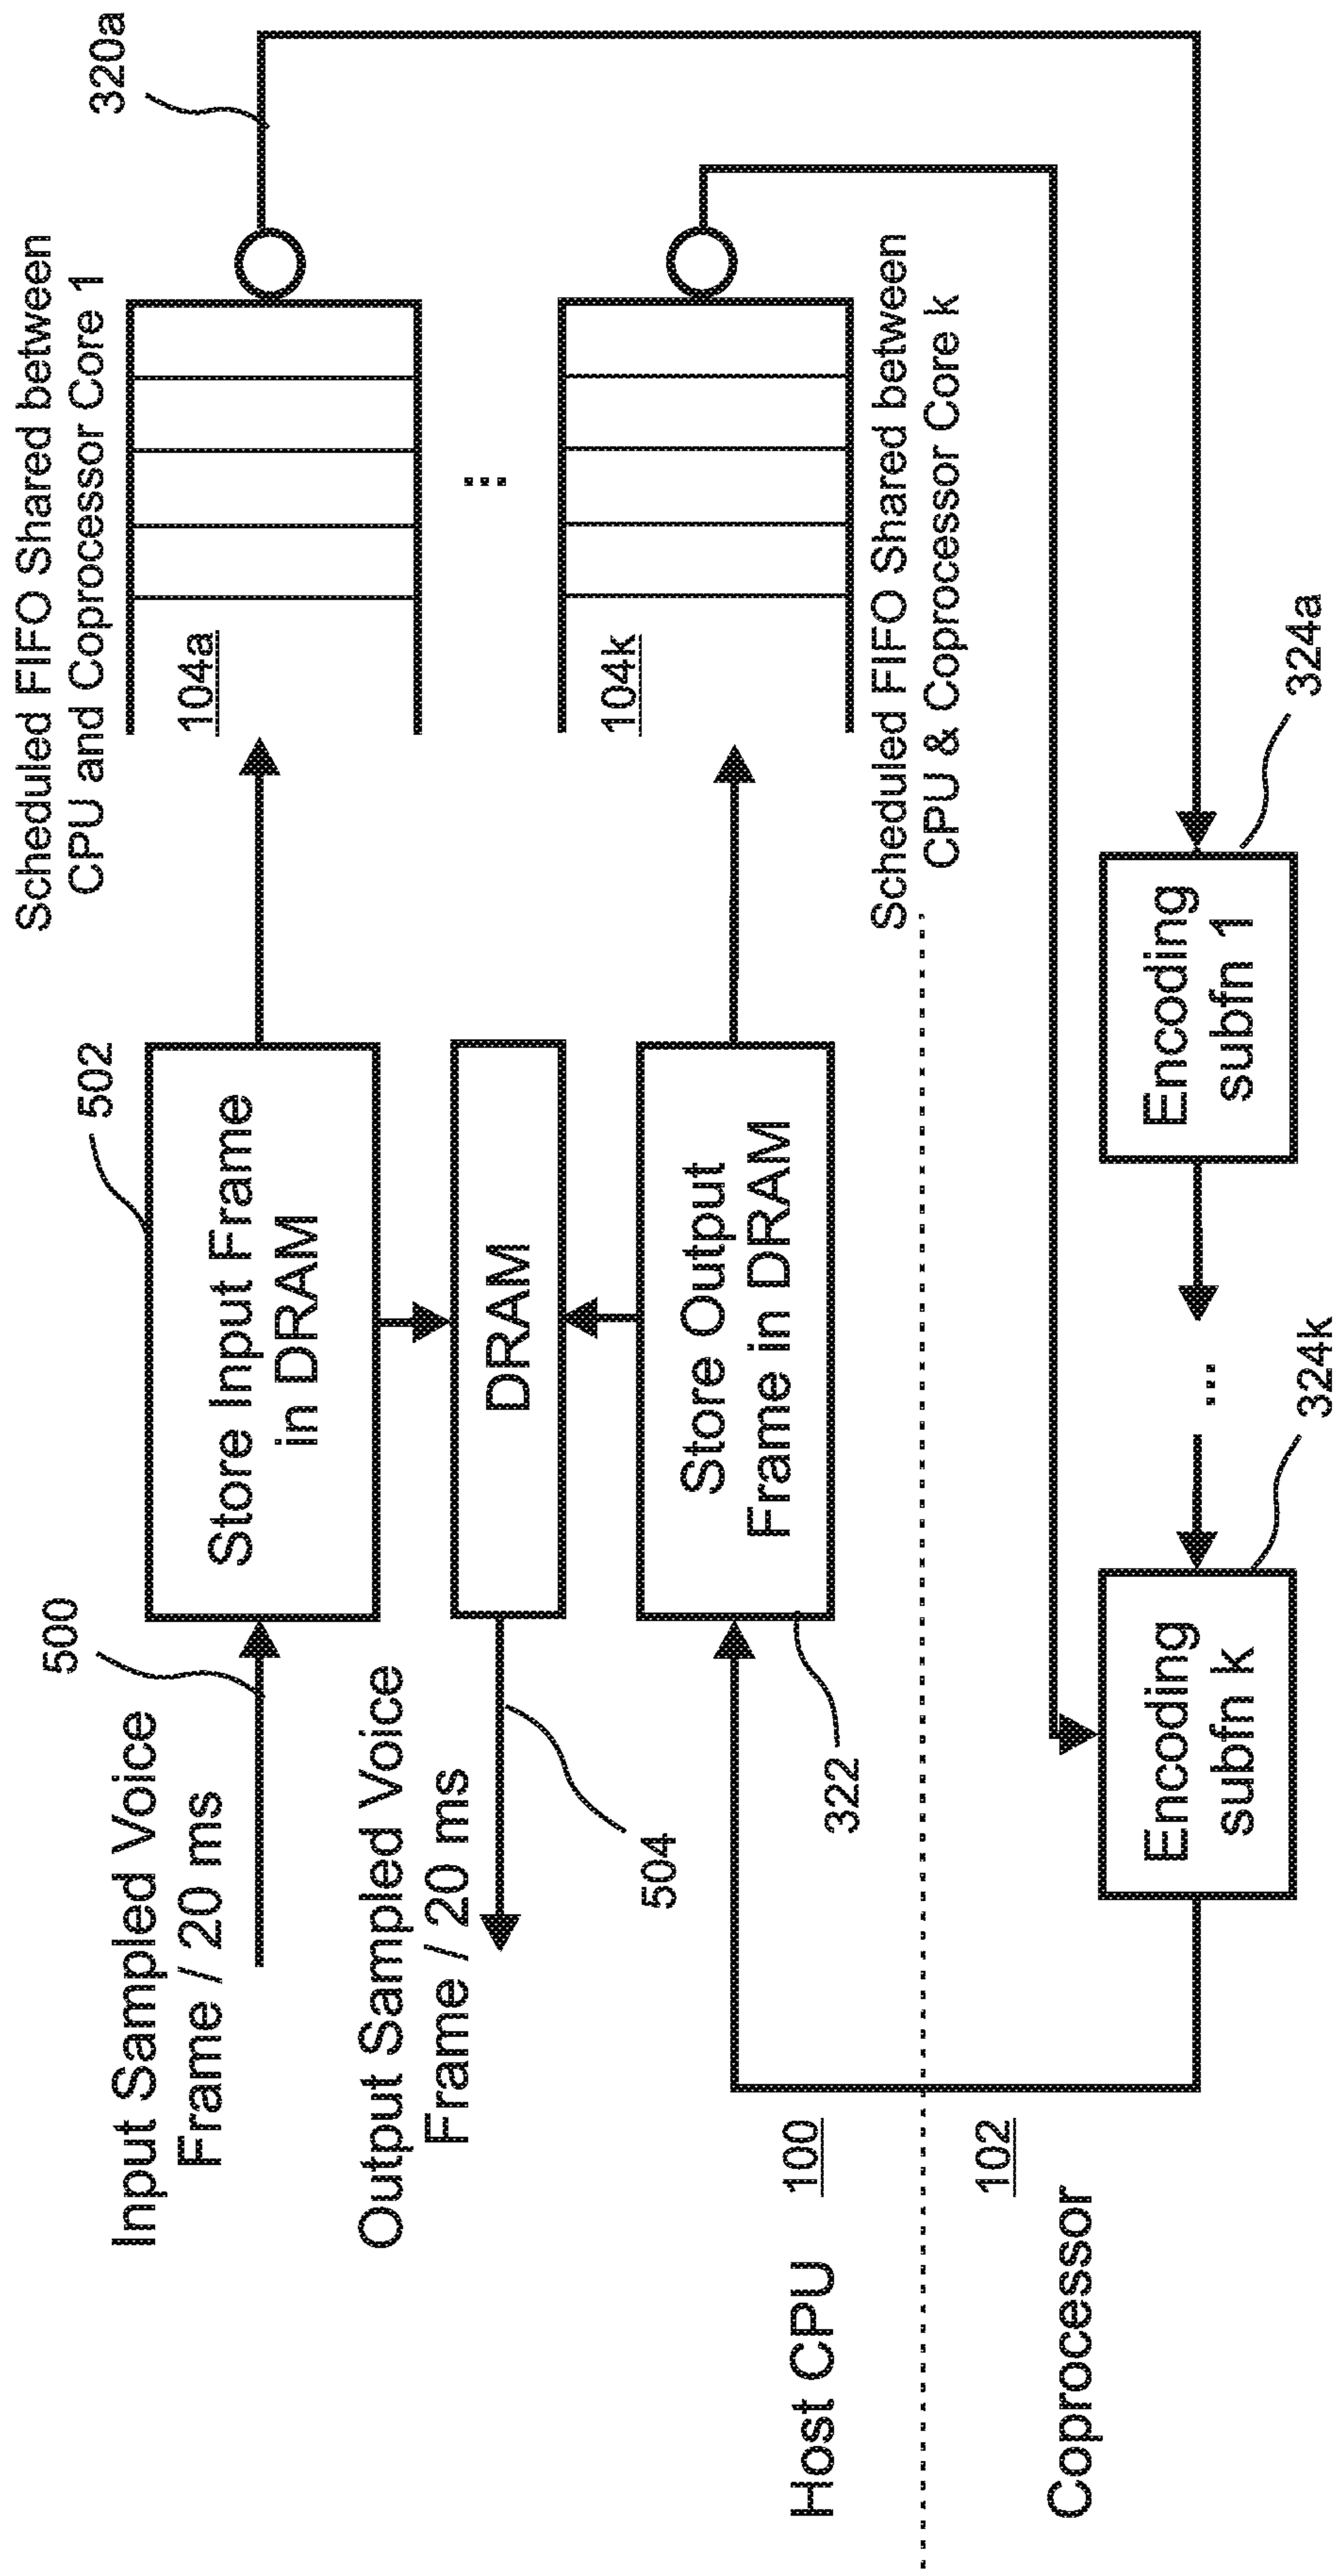 Input Sampled Voice
Frame / 20 ms
500
Store Input Frame
in DRAM
502
Scheduled FIFO Shared between
CPU and Coprocessor Core 1
104a
320a
Output Sampled Voice
Frame / 20 ms
504
DRAM
⋮
Store Output
Frame in DRAM
322
104k
Scheduled FIFO Shared between
CPU & Coprocessor Core k
Host CPU
100
102
Coprocessor
Encoding
subfn k
324k
...
Encoding
subfn 1
324a